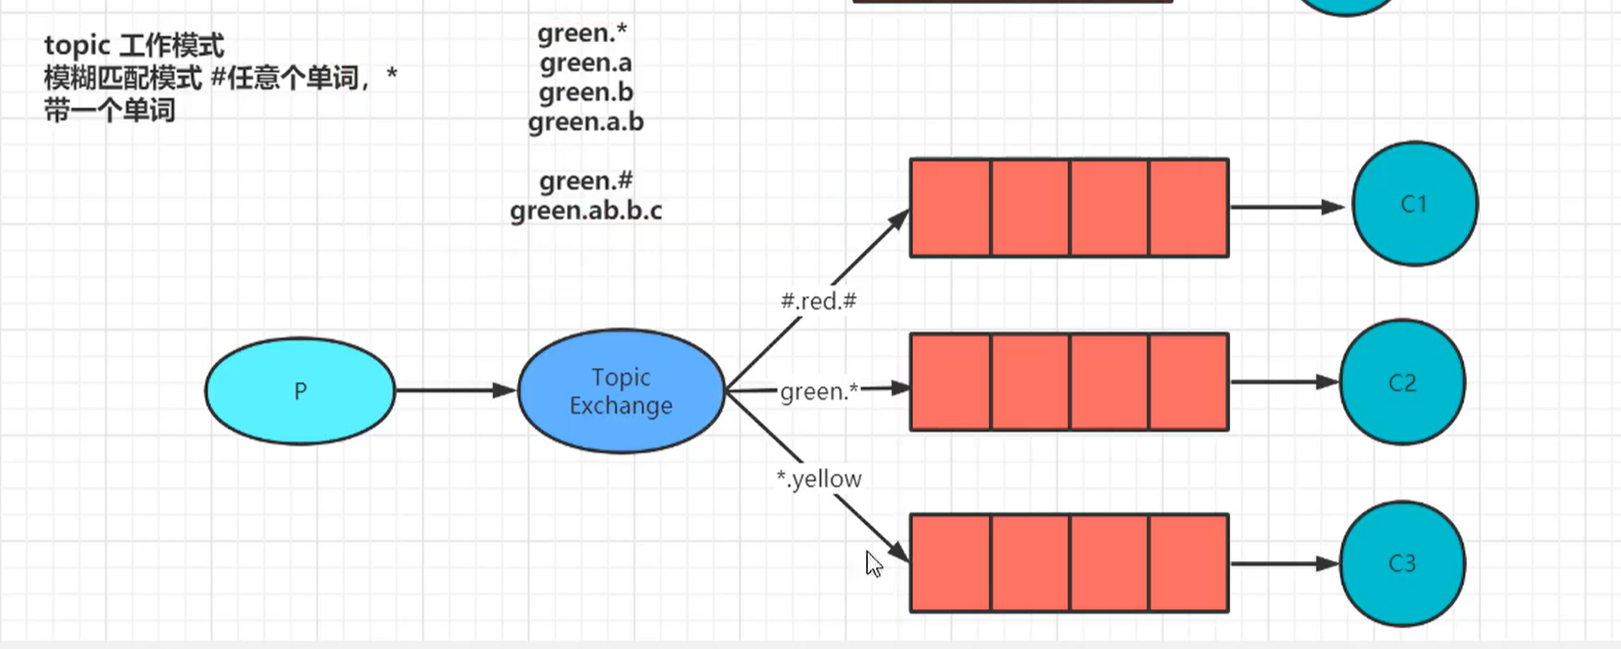 topic 工作模式
模糊匹配模式 #任意个单词，*
带一个单词
green.*
green.a
green.b
green.a.b
green.#
green.ab.b.c
#.red.#
C1
P
Topic
Exchange
green.*
C2
*.yellow
C3